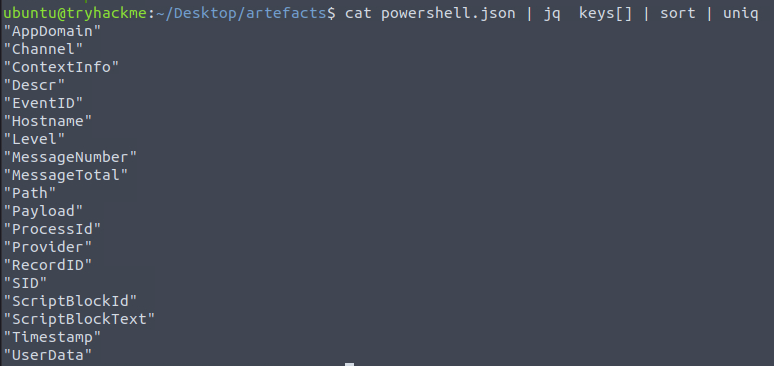 ubuntu@tryhackme:~/Desktop/artefacts$ cat powershell.json | jq  keys[] | sort | uniq
"AppDomain"
"Channel"
"ContextInfo"
"Descr"
"EventID"
"Hostname"
"Level"
"MessageNumber"
"MessageTotal"
"Path"
"Payload"
"ProcessId"
"Provider"
"RecordID"
"SID"
"ScriptBlockId"
"ScriptBlockText"
"Timestamp"
"UserData"